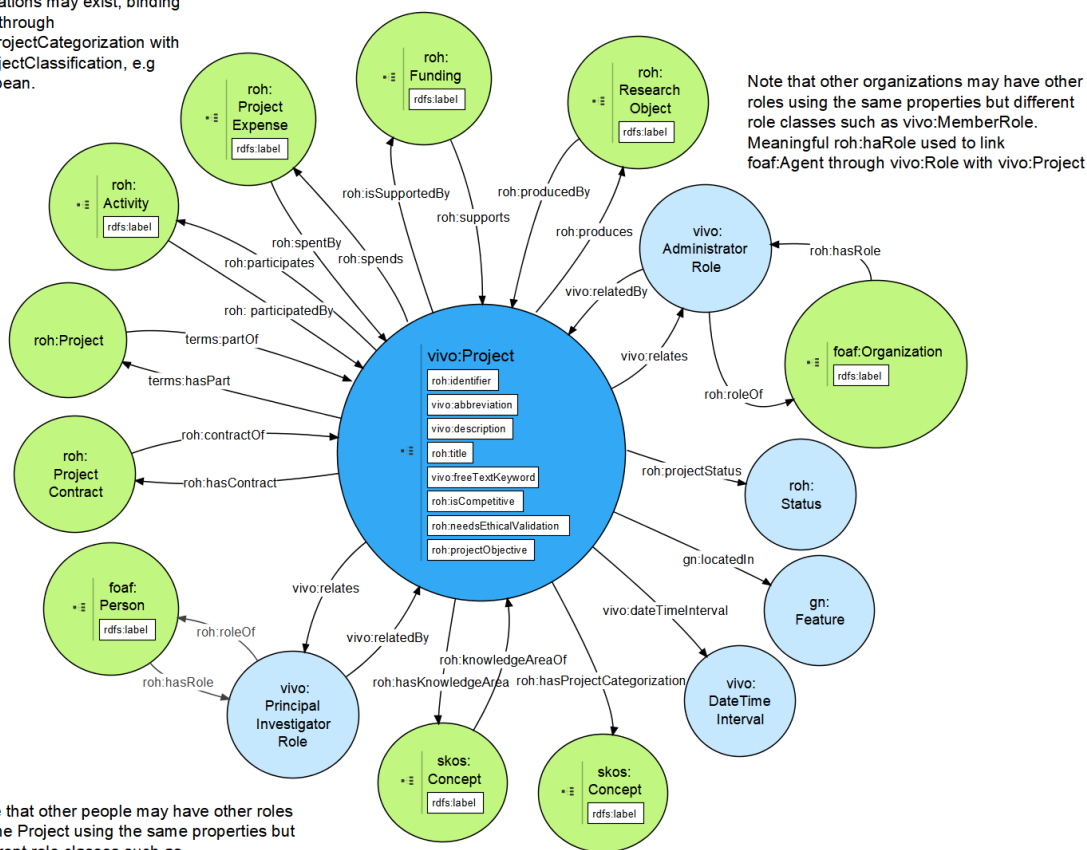 ations may exist, binding
through
rojectCategorization with
jectClassification, e.g
pean.
roh:
Funding
rdfs:label
roh:
Research
Object
rdfs:label
Note that other organizations may have other
roles using the same properties but different
role classes such as vivo:MemberRole.
Meaningful roh:haRole used to link
foaf:Agent through vivo:Role with vivo:Project
roh:
Project
Expense
rdfs:label
roh:
Activity
rdfs:label
roh:isSupportedBy
roh:supports
roh:producedBy
roh:produces
roh:spentBy
roh:spends
roh:participates
roh: participatedBy
vivo:
Administrator
Role
roh:hasRole
vivo:relatedBy
vivo:relates
roh:roleOf
foaf:Organization
rdfs:label
roh:Project
terms:partOf
terms:hasPart
vivo:Project
roh:identifier
vivo:abbreviation
vivo:description
roh:title
vivo:freeTextKeyword
roh:isCompetitive
roh:needsEthicalValidation
roh:projectObjective
roh:contractOf
roh:hasContract
roh:
Project
Contract
roh:projectStatus
roh:
Status
gn:locatedIn
gn:
Feature
vivo:dateTimeInterval
vivo:
DateTime
Interval
foaf:
Person
rdfs:label
roh:roleOf
roh:hasRole
vivo:relates
vivo:relatedBy
vivo:
Principal
Investigator
Role
roh:knowledgeAreaOf
roh:hasKnowledgeArea
roh:hasProjectCategorization
skos:
Concept
rdfs:label
skos:
Concept
rdfs:label
that other people may have other roles
ne Project using the same properties but
rent role classes such as